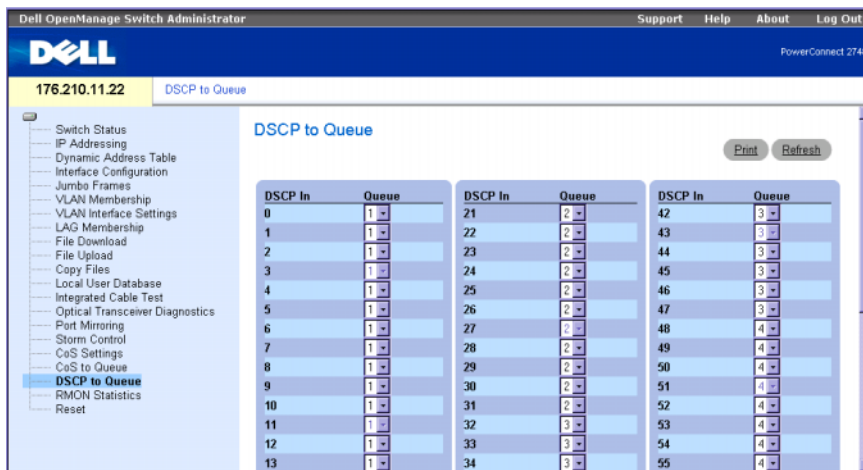 Dell OpenManage Switch Administrator Support Help About Log Out
DELL
PowerConnect 274
176.210.11.22 DSCP to Queue
Switch Status
IP Addressing
Dynamic Address Table
Interface Configuration
Jumbo Frames
VLAN Membership
VLAN Interface Settings
LAG Membership
File Download
File Upload
Copy Files
Local User Database
Integrated Cable Test
Optical Transceiver Diagnostics
Port Mirroring
Storm Control
CoS Settings
CoS to Queue
DSCP to Queue
RMON Statistics
Reset
DSCP to Queue
Print Refresh
DSCP In Queue DSCP In Queue DSCP In Queue
0 1 21 2 42 3
1 1 22 2 43 3
2 1 23 2 44 3
3 1 24 2 45 3
4 1 25 2 46 3
5 1 26 2 47 3
6 1 27 2 48 4
7 1 28 2 49 4
8 1 29 2 50 4
9 1 30 2 51 4
10 1 31 2 52 4
11 1 32 3 53 4
12 1 33 3 54 4
13 1 34 3 55 4